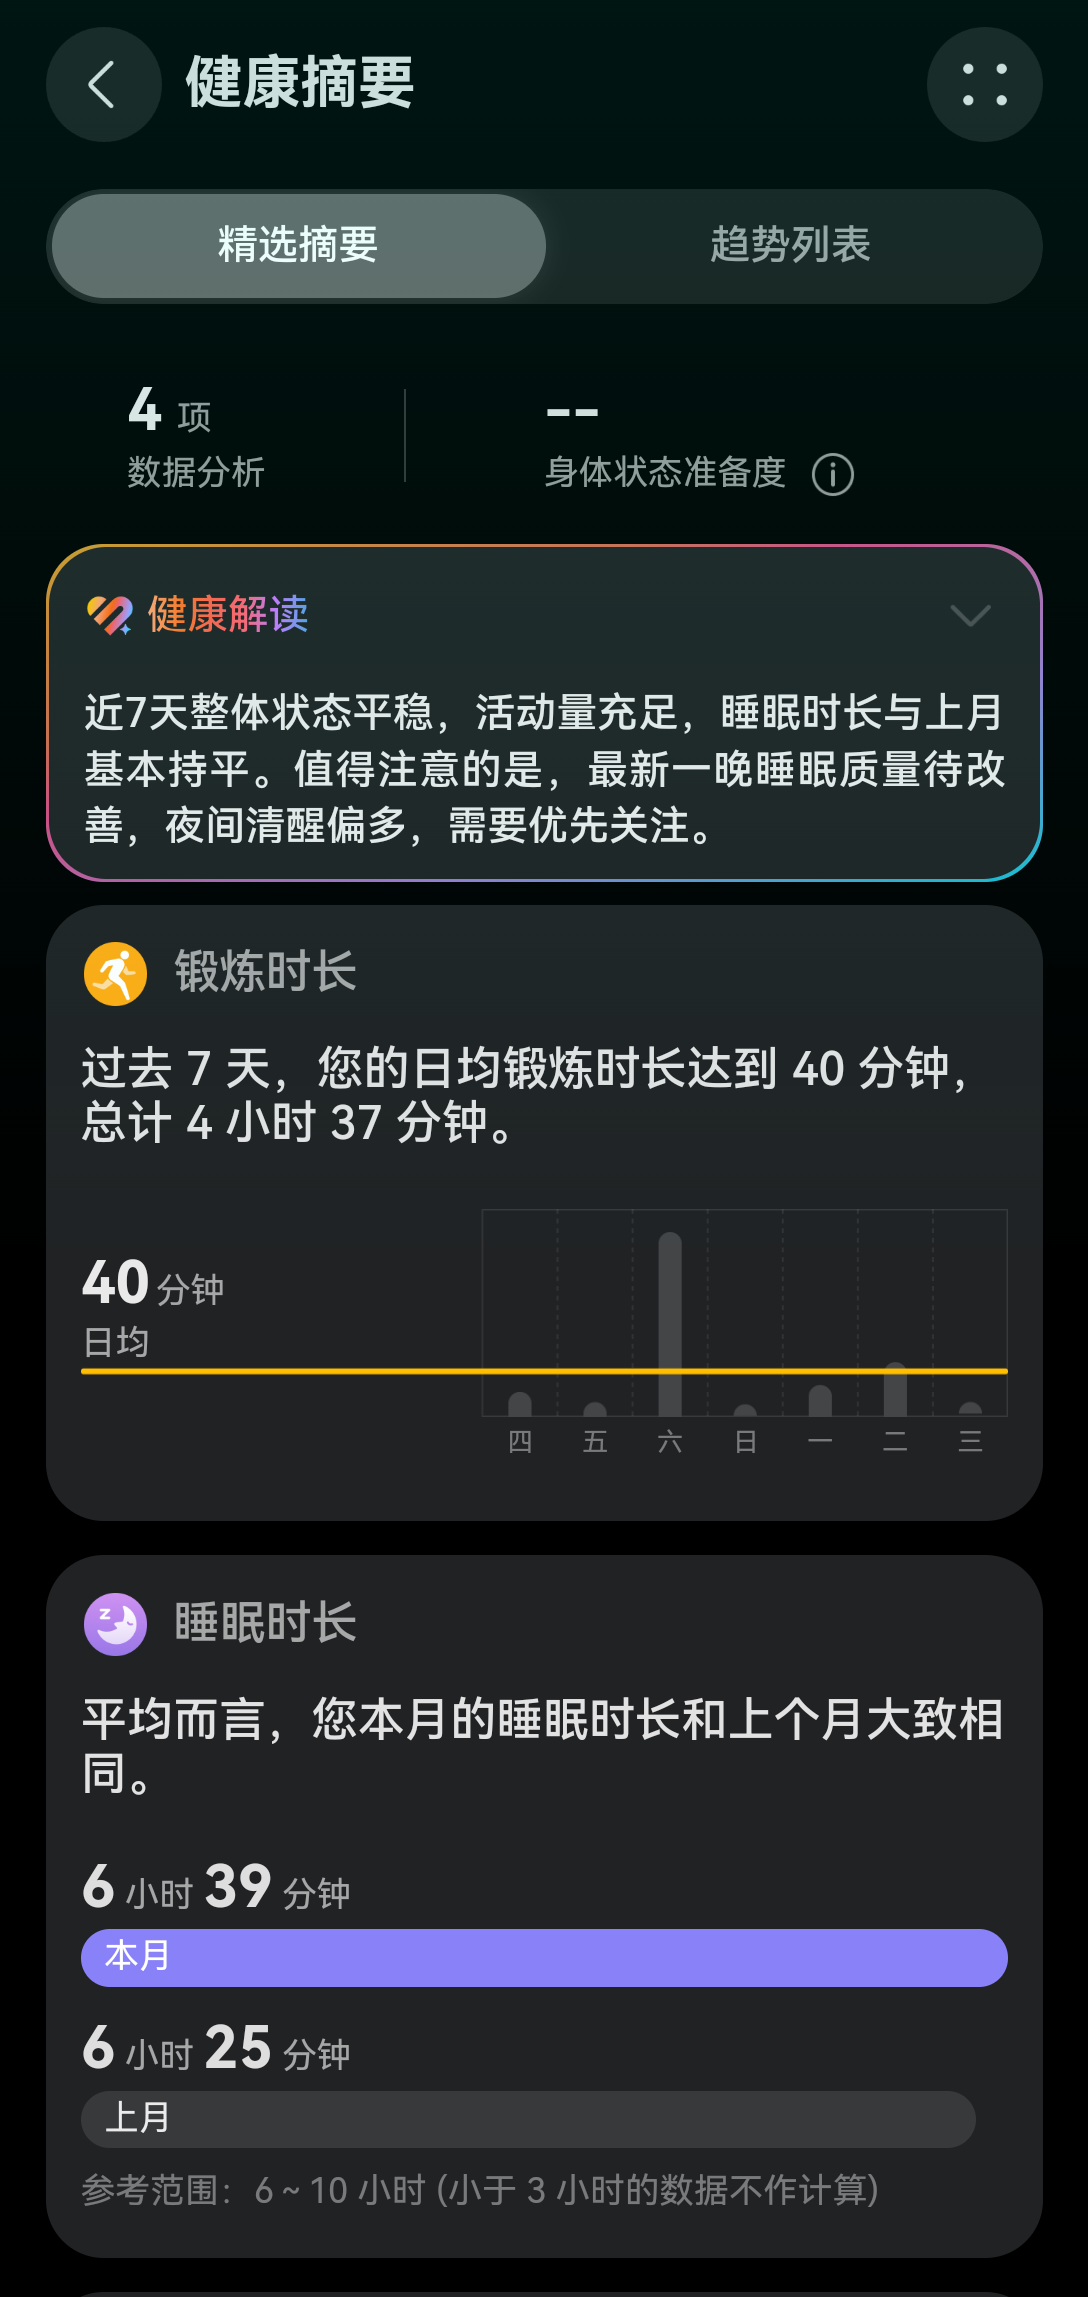 健康摘要
精选摘要
趋势列表
4 项
数据分析
--
身体状态准备度
健康解读
近7天整体状态平稳，活动量充足，睡眠时长与上月
基本持平。值得注意的是，最新一晚睡眠质量待改
善，夜间清醒偏多，需要优先关注。
锻炼时长
过去 7 天，您的日均锻炼时长达到 40 分钟，
总计 4 小时 37 分钟。
40 分钟
日均
四 五 六 日 一 二 三
睡眠时长
平均而言，您本月的睡眠时长和上个月大致相
同。
6 小时 39 分钟
本月
6 小时 25 分钟
上月
参考范围：6 ~ 10 小时 (小于 3 小时的数据不作计算)